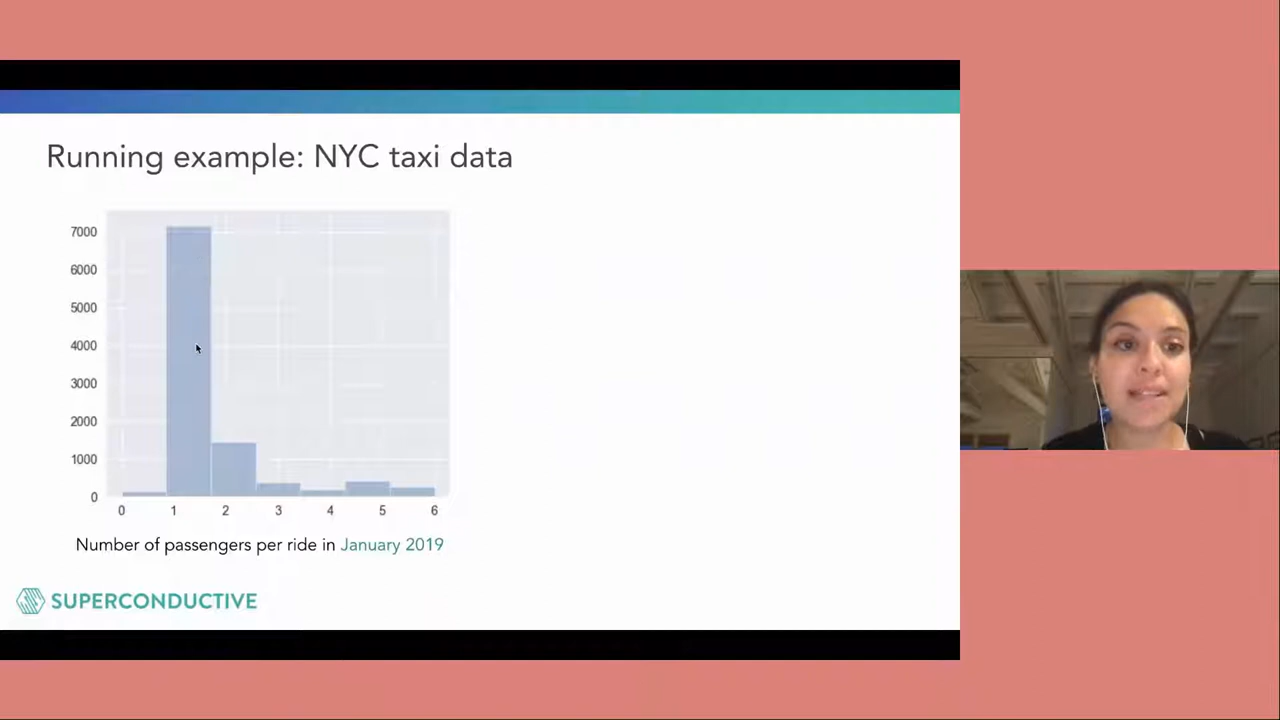 Running example: NYC taxi data
7000
6000
5000
4000
3000
2000
1000
0
0 1 2 3 4 5 6
Number of passengers per ride in January 2019
SUPERCONDUCTIVE